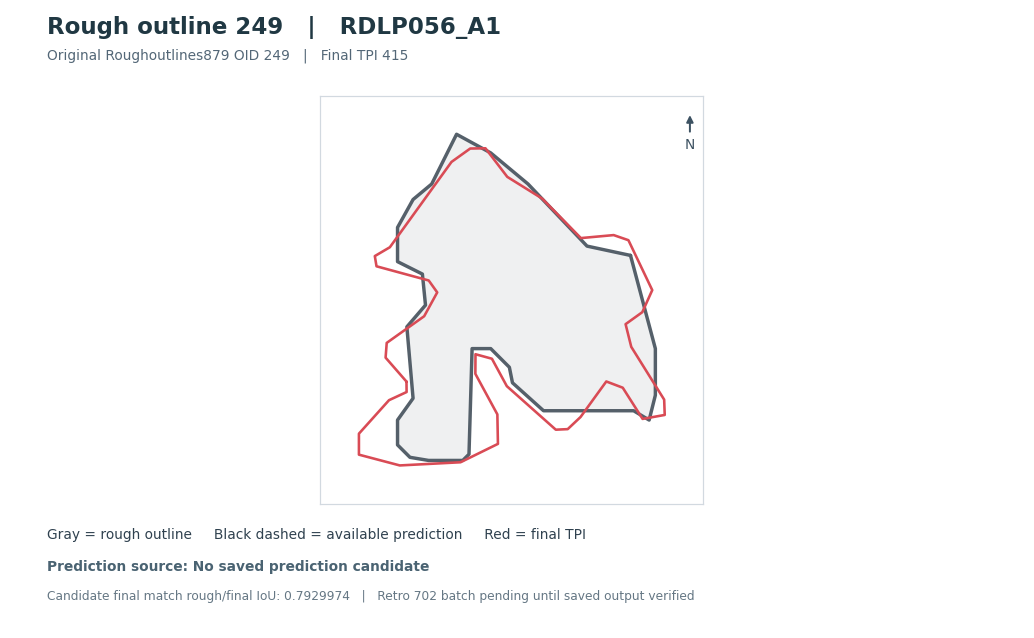 Rough outline 249   |   RDLP056_A1
Original Roughoutlines879 OID 249   |   Final TPI 415
N
Gray = rough outline     Black dashed = available prediction     Red = final TPI
Prediction source: No saved prediction candidate
Candidate final match rough/final IoU: 0.7929974   |   Retro 702 batch pending until saved output verified